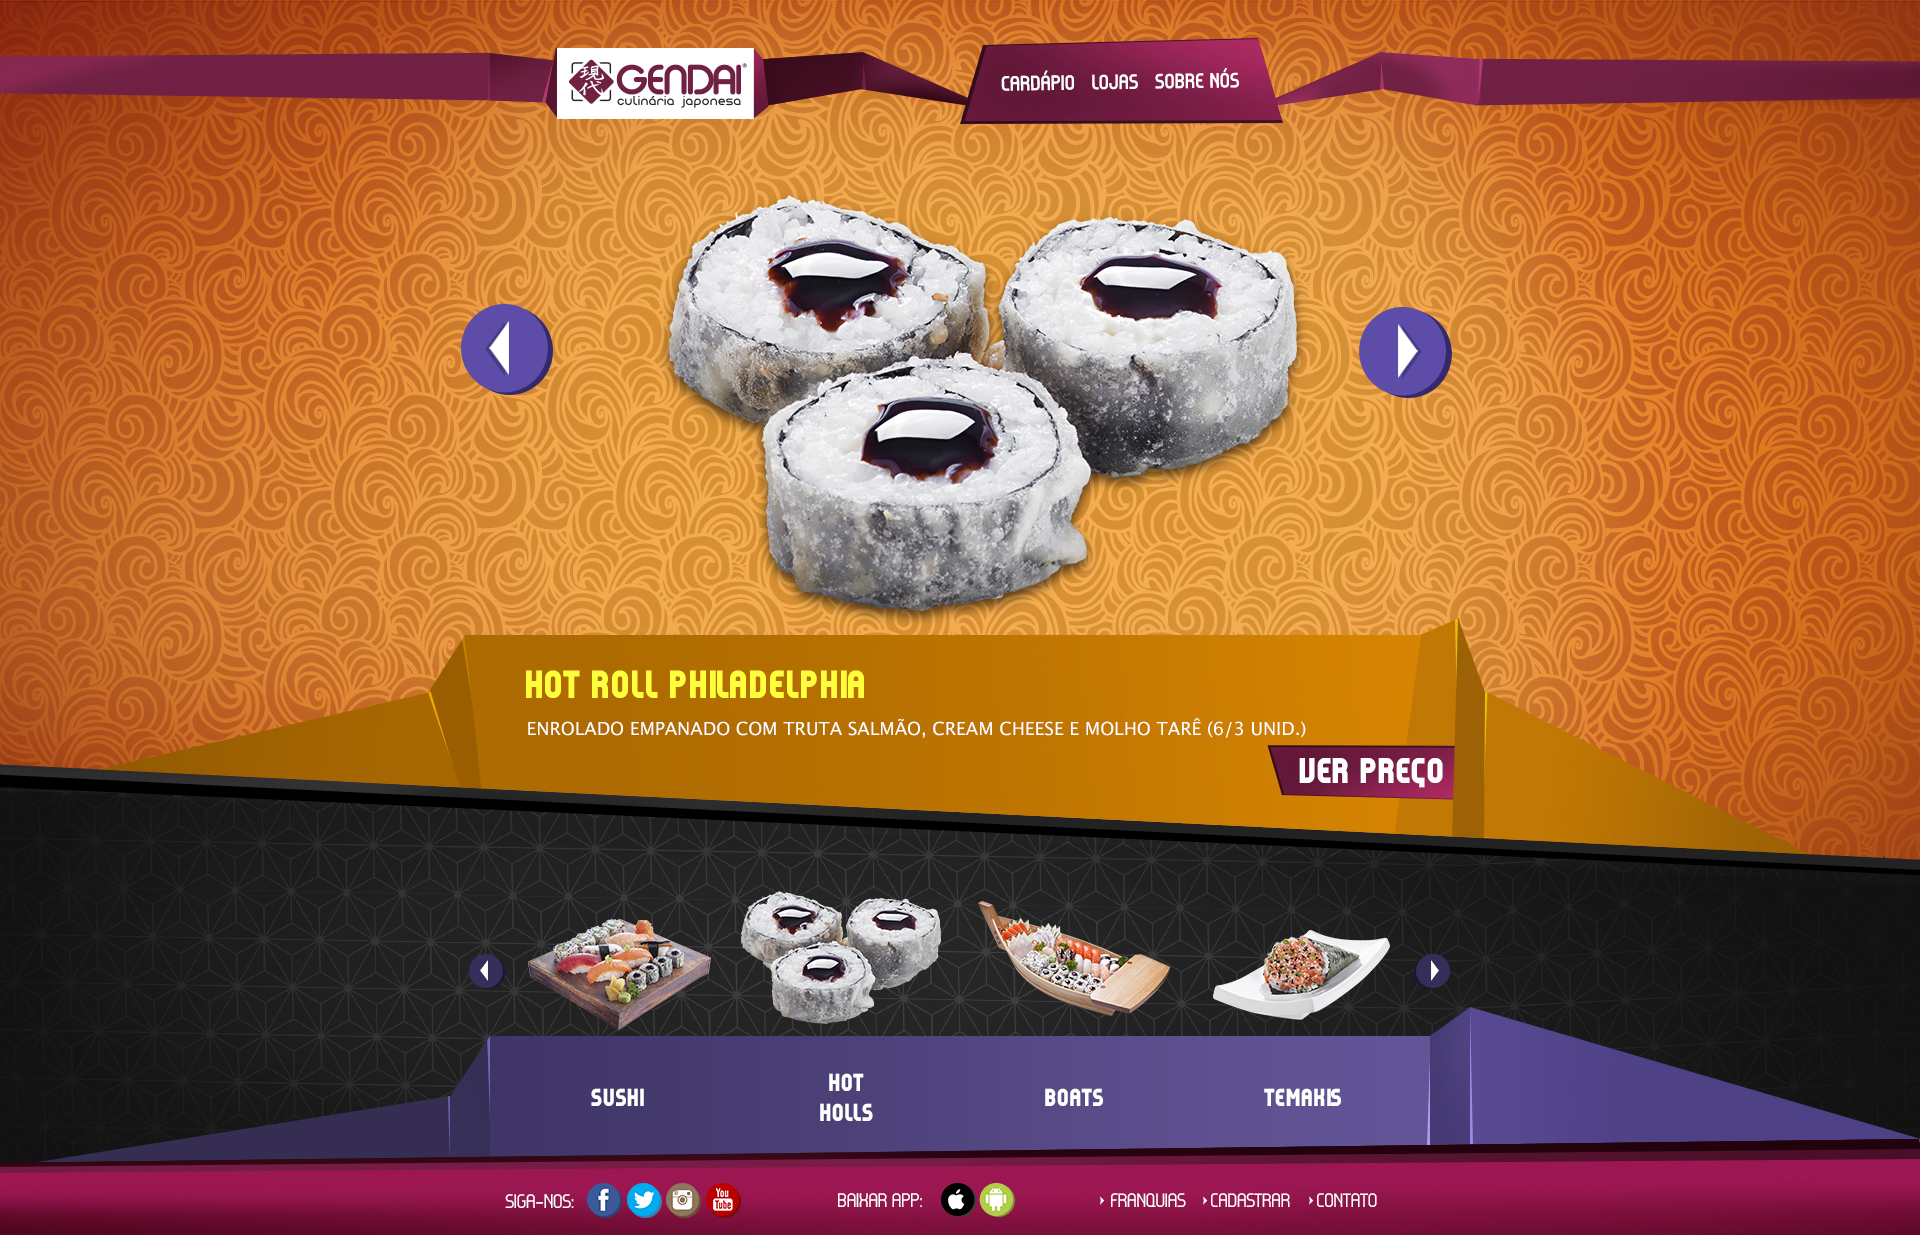 現代
GENDAI®
culinária japonesa
CARDÁPIO LOJAS SOBRE NÓS
HOT ROLL PHILADELPHIA
ENROLADO EMPANADO COM TRUTA SALMÃO, CREAM CHEESE E MOLHO TARÊ (6/3 UNID.)
VER PREÇO
SUSHI
HOT
HOLLS
BOATS
TEMAKIS
SIGA-NOS: f You Tube
BAIXAR APP:
FRANQUIAS CADASTRAR CONTATO